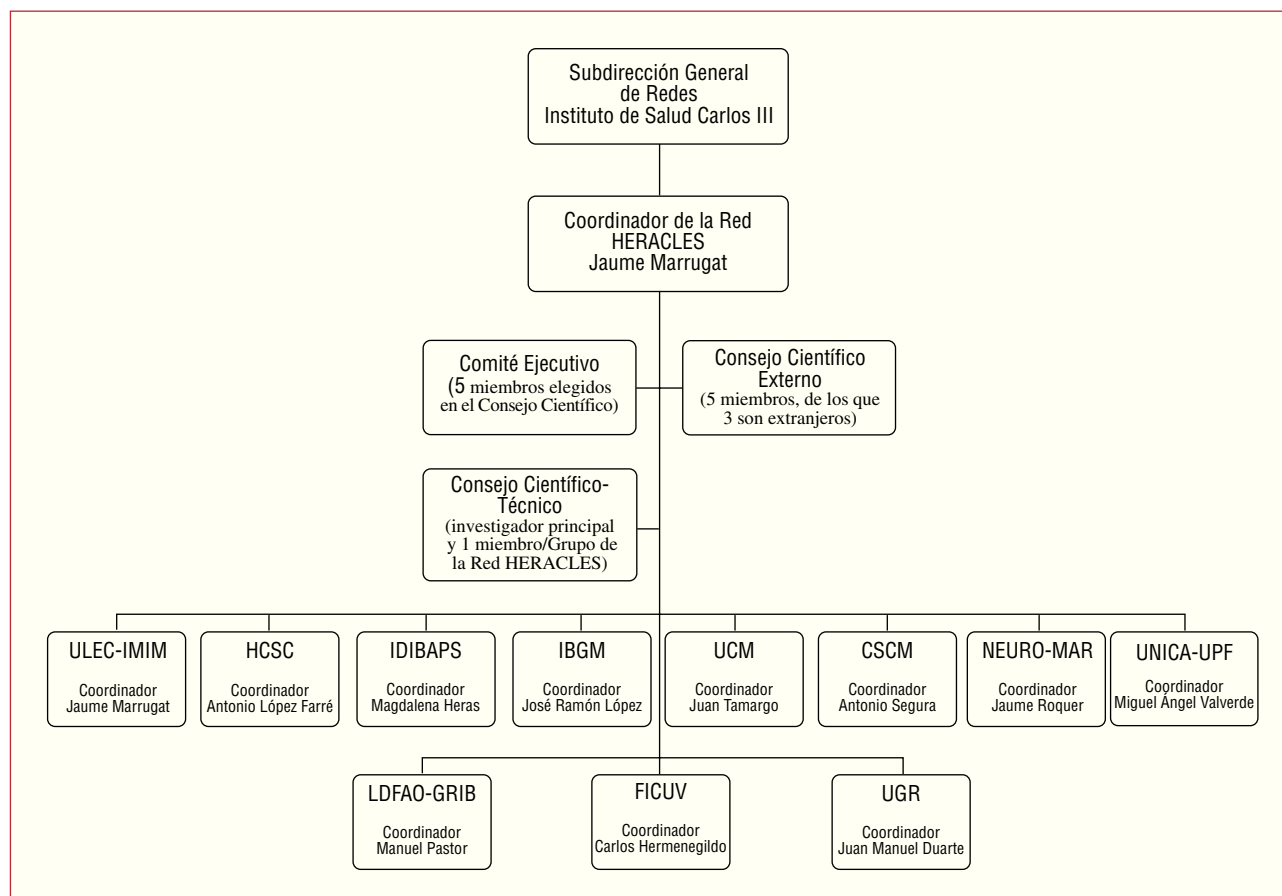 Subdirección General
de Redes
Instituto de Salud Carlos III
Coordinador de la Red
HERACLES
Jaume Marrugat
Comité Ejecutivo
(5 miembros elegidos
en el Consejo Científico)
Consejo Científico
Externo
(5 miembros, de los que
3 son extranjeros)
Consejo Científico-
Técnico
(investigador principal
y 1 miembro/Grupo de
la Red HERACLES)
ULEC-IMIM
Coordinador
Jaume Marrugat
HCSC
Coordinador
Antonio López Farré
IDIBAPS
Coordinador
Magdalena Heras
IBGM
Coordinador
José Ramón López
UCM
Coordinador
Juan Tamargo
CSCM
Coordinador
Antonio Segura
NEURO-MAR
Coordinador
Jaume Roquer
UNICA-UPF
Coordinador
Miguel Ángel Valverde
LDFAO-GRIB
Coordinador
Manuel Pastor
FICUV
Coordinador
Carlos Hermenegildo
UGR
Coordinador
Juan Manuel Duarte